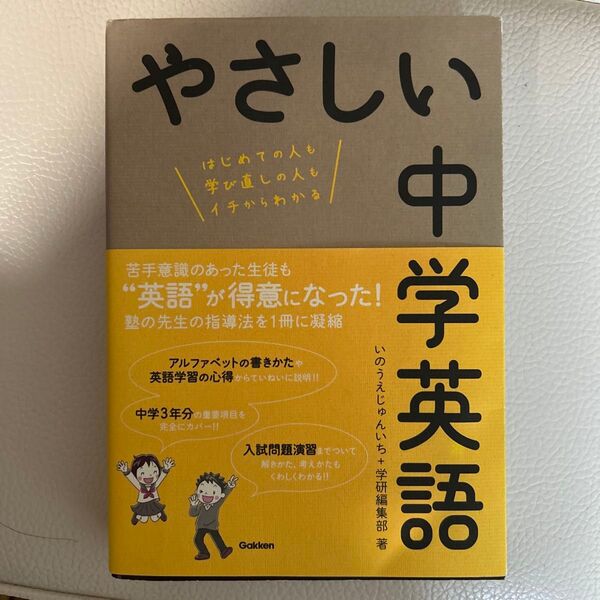 やさしい
中学英語
はじめての人も
学び直しの人も
イチからわかる
いのうえじゅんいち+学研編集部 著
苦手意識のあった生徒も
“英語”が得意になった!
塾の先生の指導法を1冊に凝縮
アルファベットの書きかたや
英語学習の心得からていねいに説明!!
中学3年分の重要項目を
完全にカバー!!
入試問題演習までついて
解きかた、考えかたも
くわしくわかる!!
Gakken